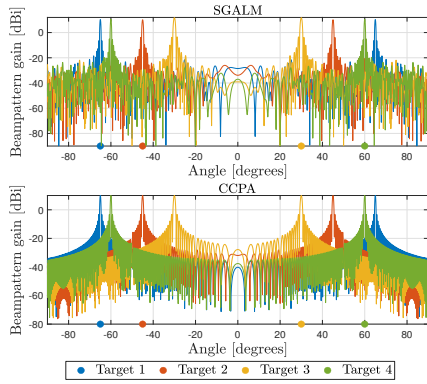 SGALM
Beampattern gain [dBi]
0
-20
-40
-60
-80
-80 -60 -40 -20 0 20 40 60 80
Angle [degrees]
CCPA
Beampattern gain [dBi]
0
-20
-40
-60
-80
-80 -60 -40 -20 0 20 40 60 80
Angle [degrees]
Target 1 Target 2 Target 3 Target 4